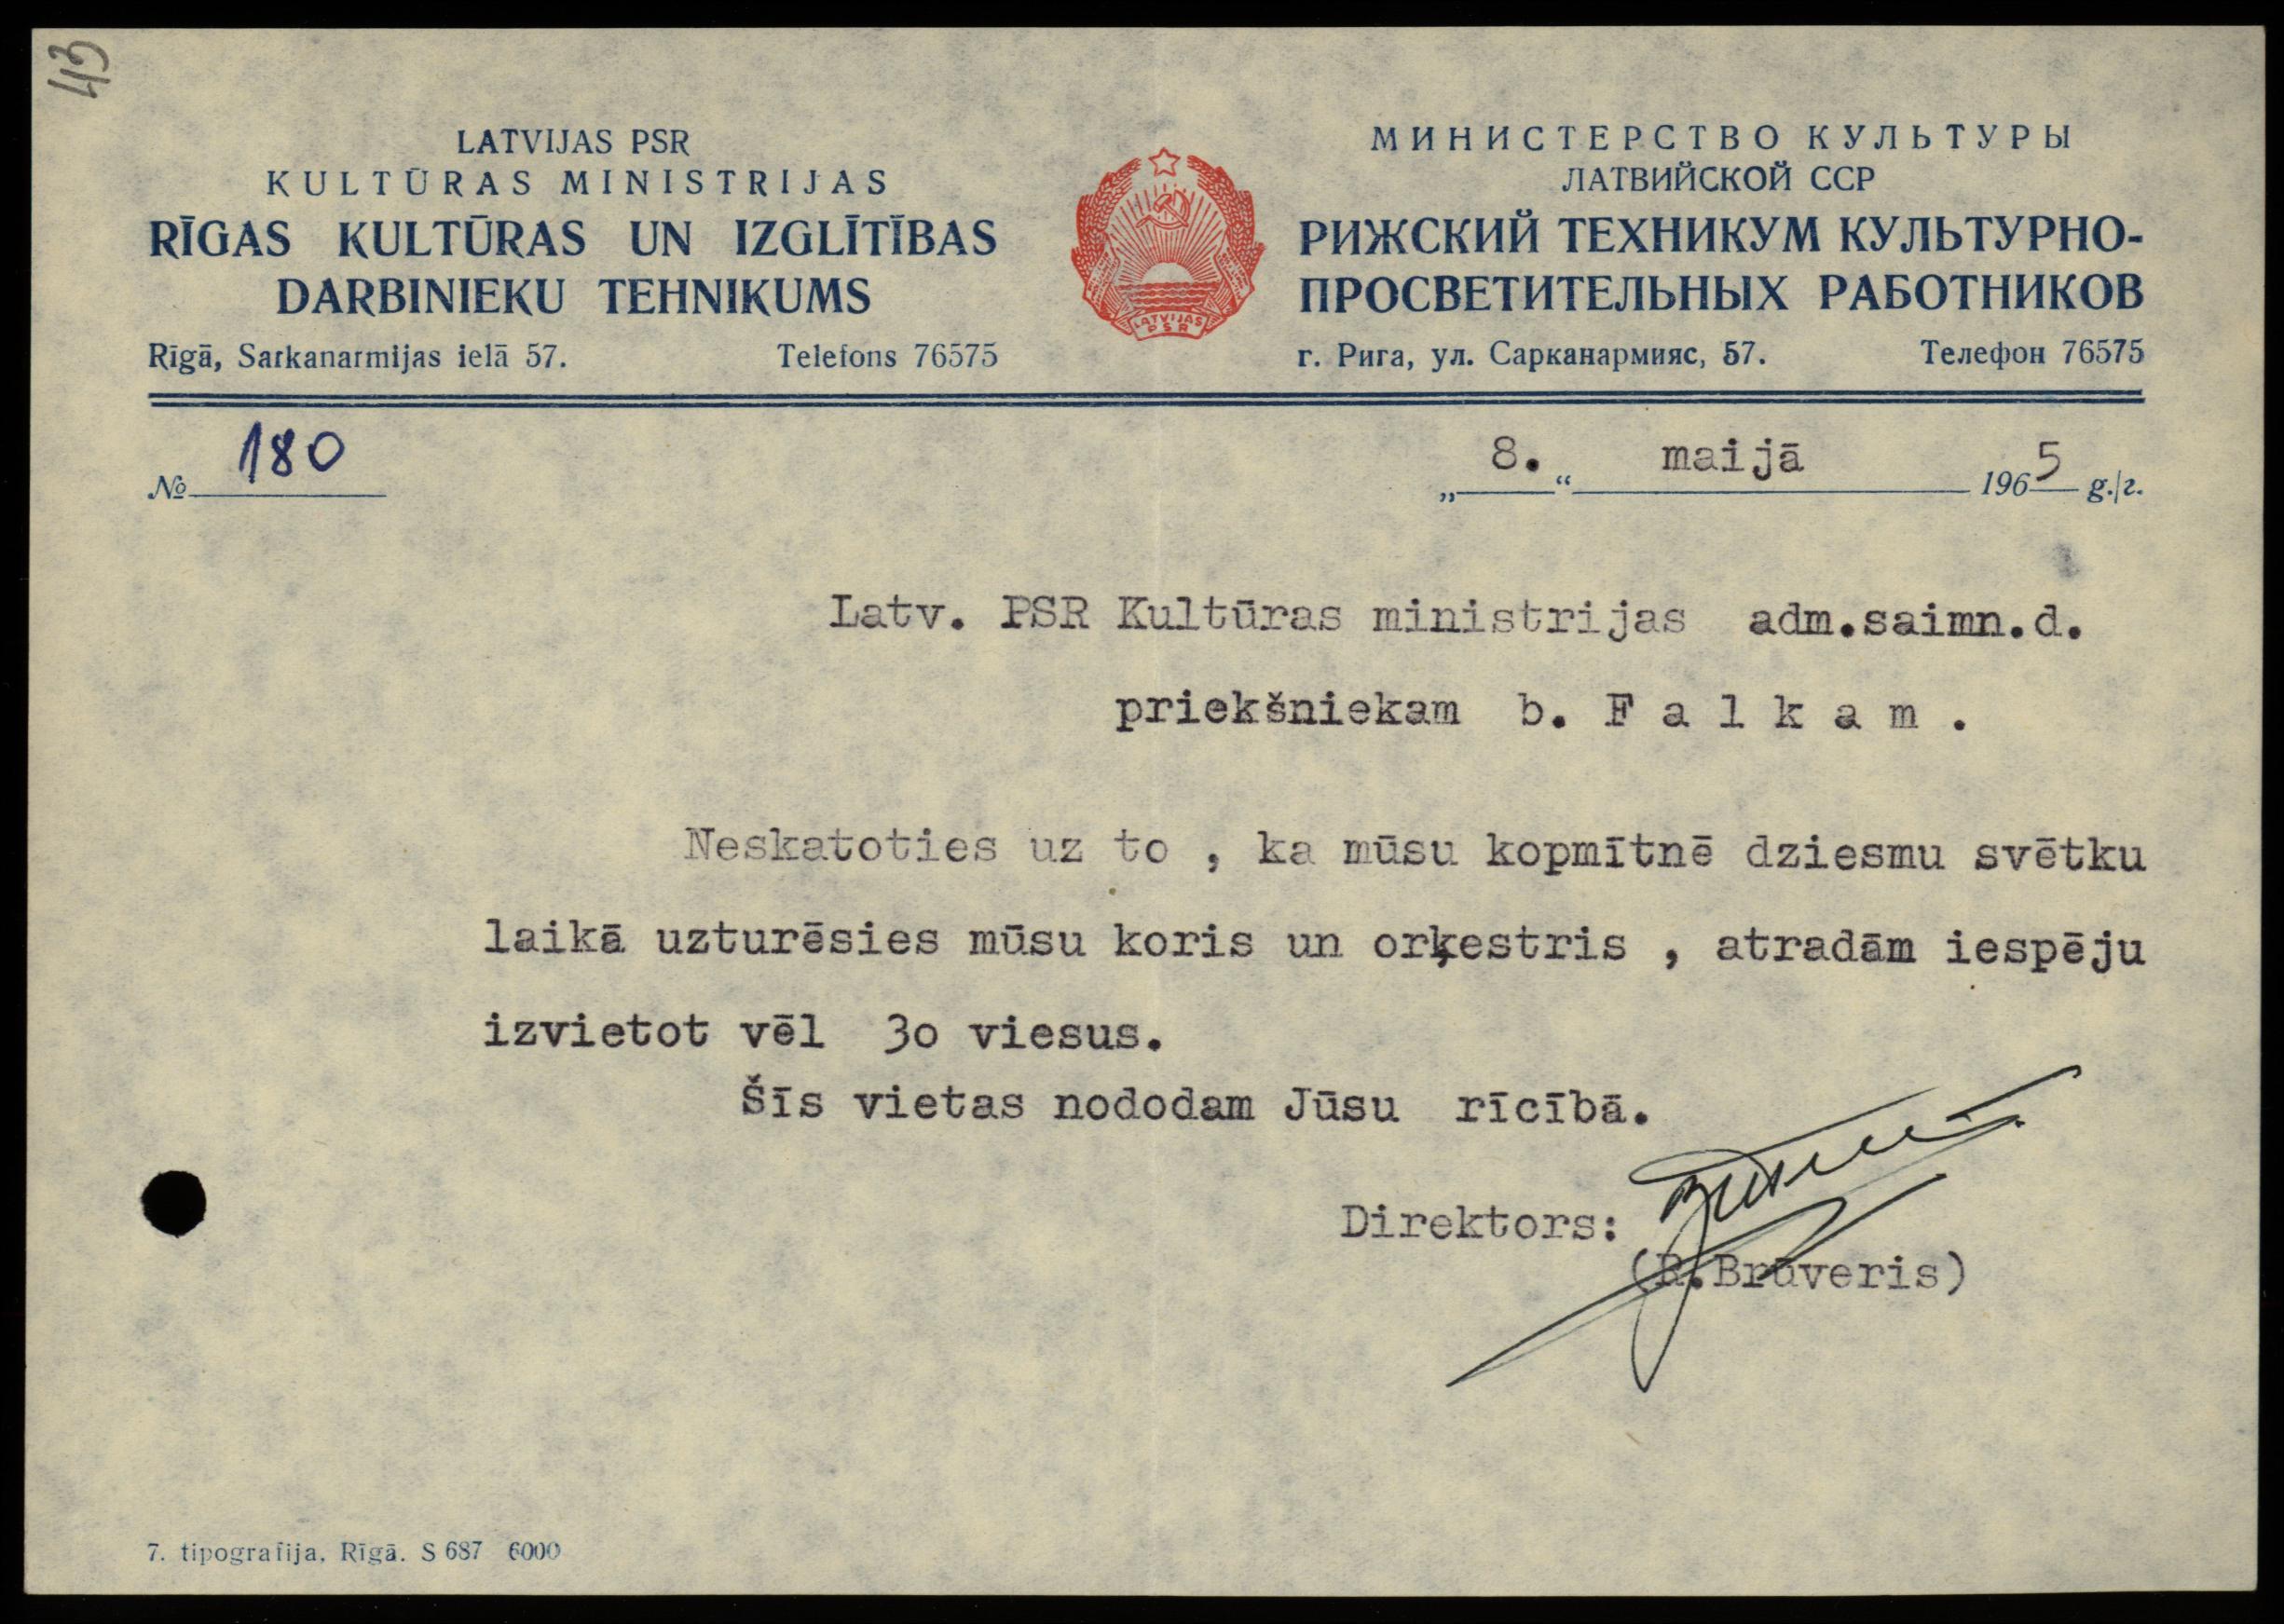 43
LATVIJAS PSR
KULTŪRAS MINISTRIJAS
RĪGAS KULTŪRAS UN IZGLĪTĪBAS
DARBINIEKU TEHNIKUMS
Rīgā, Sarkanarmijas ielā 57. Telefons 76575
LATVIJAS
PSR
МИНИСТЕРСТВО КУЛЬТУРЫ
ЛАТВИЙСКОЙ ССР
РИЖСКИЙ ТЕХНИКУМ КУЛЬТУРНО-
ПРОСВЕТИТЕЛЬНЫХ РАБОТНИКОВ
г. Рига, ул. Сарканармияс, 57. Телефон 76575
№ 180
„8.“ maijā 1965 g./г.
Latv. PSR Kultūras ministrijas adm.saimn.d.
priekšniekam b. F a l k a m .
Neskatoties uz to , ka mūsu kopmītnē dziesmu svētku
laikā uzturēsies mūsu koris un orķestris , atradām iespēju
izvietot vēl 3o viesus.
Šīs vietas nododam Jūsu rīcībā.
Direktors:
(R.Brūveris)
7. tipografija, Rīgā. S 687 6000